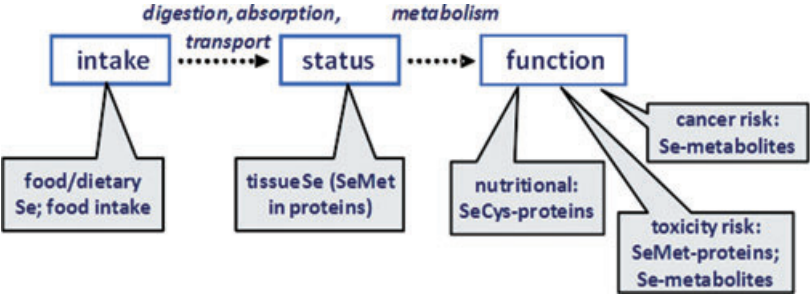 digestion, absorption,
transport
metabolism
intake
status
function
food/dietary
Se; food intake
tissue Se (SeMet
in proteins)
nutritional:
SeCys-proteins
cancer risk:
Se-metabolites
toxicity risk:
SeMet-proteins;
Se-metabolites